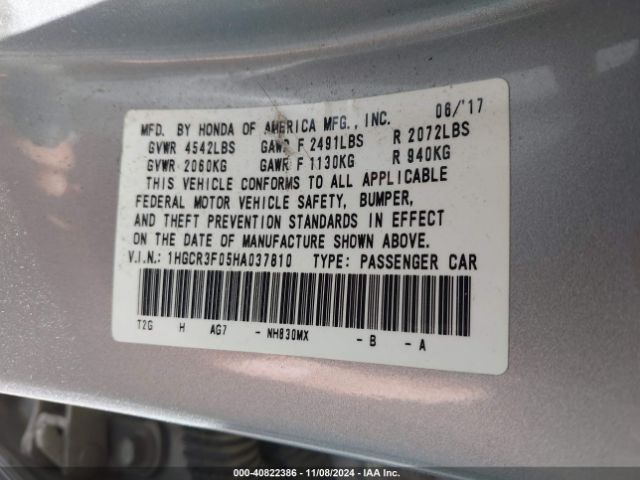 MFD. BY HONDA OF AMERICA MFG., INC. 06/'17
GVWR 4542LBS GAWR F 2491LBS R 2072LBS
GVWR 2060KG GAWR F 1130KG R 940KG
THIS VEHICLE CONFORMS TO ALL APPLICABLE
FEDERAL MOTOR VEHICLE SAFETY, BUMPER,
AND THEFT PREVENTION STANDARDS IN EFFECT
ON THE DATE OF MANUFACTURE SHOWN ABOVE.
V.I.N.: 1HGCR3F05HA037810 TYPE: PASSENGER CAR
T2G H AG7 - NH830MX - B - A
000-40822386 - 11/08/2024 - IAA Inc.